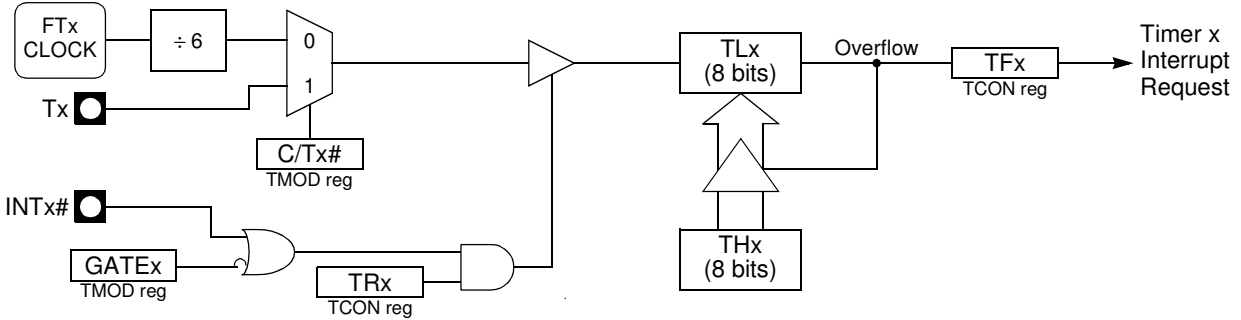 FTx
CLOCK
÷ 6
0
1
Tx
C/Tx#
TMOD reg
INTx#
GATEx
TMOD reg
TRx
TCON reg
TLx
(8 bits)
Overflow
TFx
TCON reg
Timer x
Interrupt
Request
THx
(8 bits)